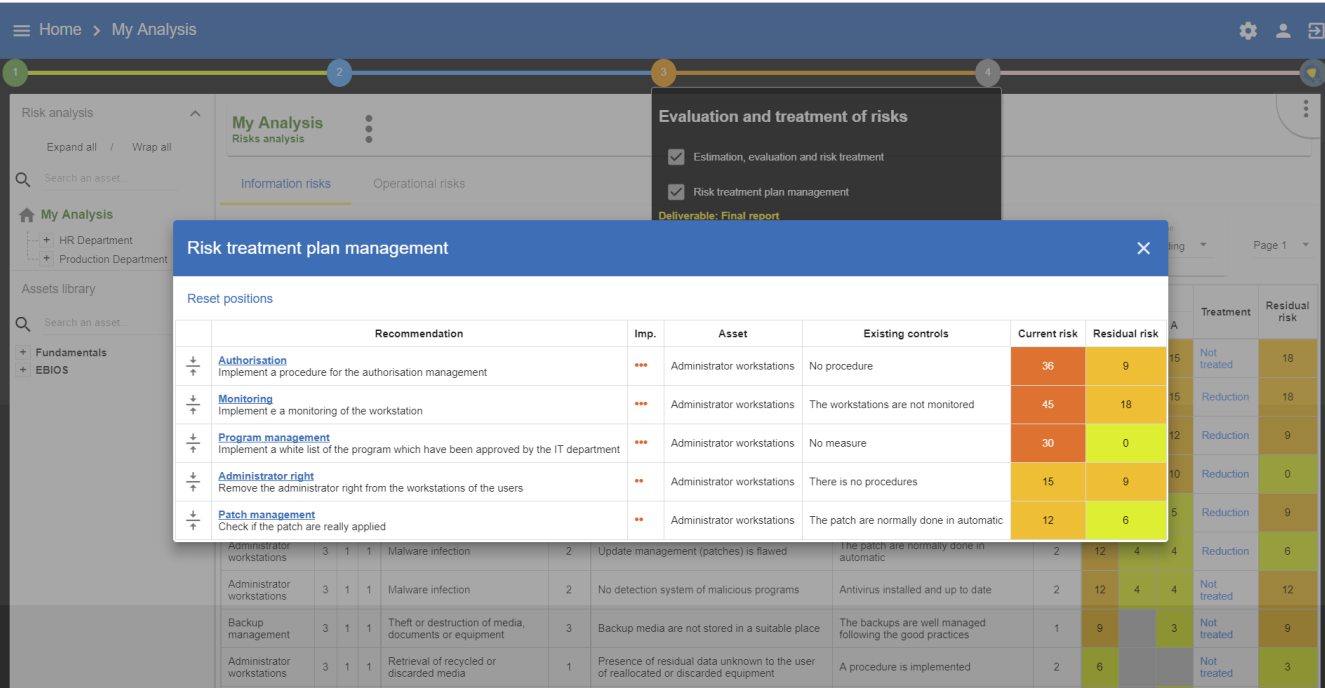 Home > My Analysis
1
2
3
4
Risk analysis
Expand all / Wrap all
Search an asset...
My Analysis
+ HR Department
+ Production Department
Assets library
Search an asset...
+ Fundamentals
+ EBIOS
My Analysis
Risks analysis
Information risks Operational risks
Evaluation and treatment of risks
Estimation, evaluation and risk treatment
Risk treatment plan management
Deliverable: Final report
Page 1
Risk treatment plan management
Reset positions
Recommendation Imp. Asset Existing controls Current risk Residual risk
Authorisation
Implement a procedure for the authorisation management ••• Administrator workstations No procedure 36 9
Monitoring
Implement e a monitoring of the workstation ••• Administrator workstations The workstations are not monitored 45 18
Program management
Implement a white list of the program which have been approved by the IT department ••• Administrator workstations No measure 30 0
Administrator right
Remove the administrator right from the workstations of the users •• Administrator workstations There is no procedures 15 9
Patch management
Check if the patch are really applied •• Administrator workstations The patch are normally done in automatic 12 6
A Treatment Residual risk
15 Not treated 18
15 Reduction 18
12 Reduction 9
10 Reduction 0
5 Reduction 9
Administrator workstations 3 1 1 Malware infection 2 Update management (patches) is flawed The patch are normally done in automatic 2 12 4 4 Reduction 6
Administrator workstations 3 1 1 Malware infection 2 No detection system of malicious programs Antivirus installed and up to date 2 12 4 4 Not treated 12
Backup management 3 1 1 Theft or destruction of media, documents or equipment 3 Backup media are not stored in a suitable place The backups are well managed following the good practices 1 9 3 Not treated 9
Administrator workstations 3 1 1 Retrieval of recycled or discarded media 1 Presence of residual data unknown to the user of reallocated or discarded equipment A procedure is implemented 2 6 Not treated 3